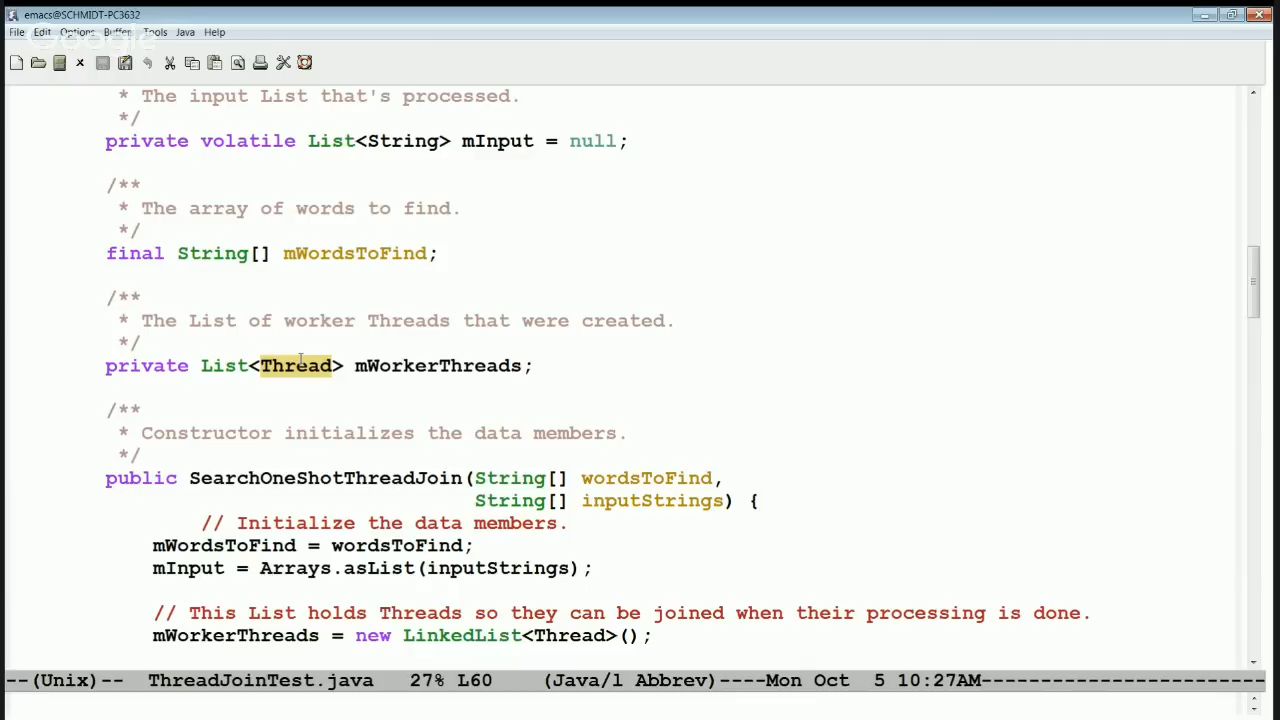 emacs@SCHMIDT-PC3632
File Edit Options Buffers Tools Java Help
Google
* The input List that's processed.
*/
private volatile List<String> mInput = null;
/**
* The array of words to find.
*/
final String[] mWordsToFind;
/**
* The List of worker Threads that were created.
*/
private List<Thread> mWorkerThreads;
/**
* Constructor initializes the data members.
*/
public SearchOneShotThreadJoin(String[] wordsToFind,
String[] inputStrings) {
// Initialize the data members.
mWordsToFind = wordsToFind;
mInput = Arrays.asList(inputStrings);
// This List holds Threads so they can be joined when their processing is done.
mWorkerThreads = new LinkedList<Thread>();
--(Unix)-- ThreadJoinTest.java 27% L60 (Java/l Abbrev)----Mon Oct 5 10:27AM------------------------